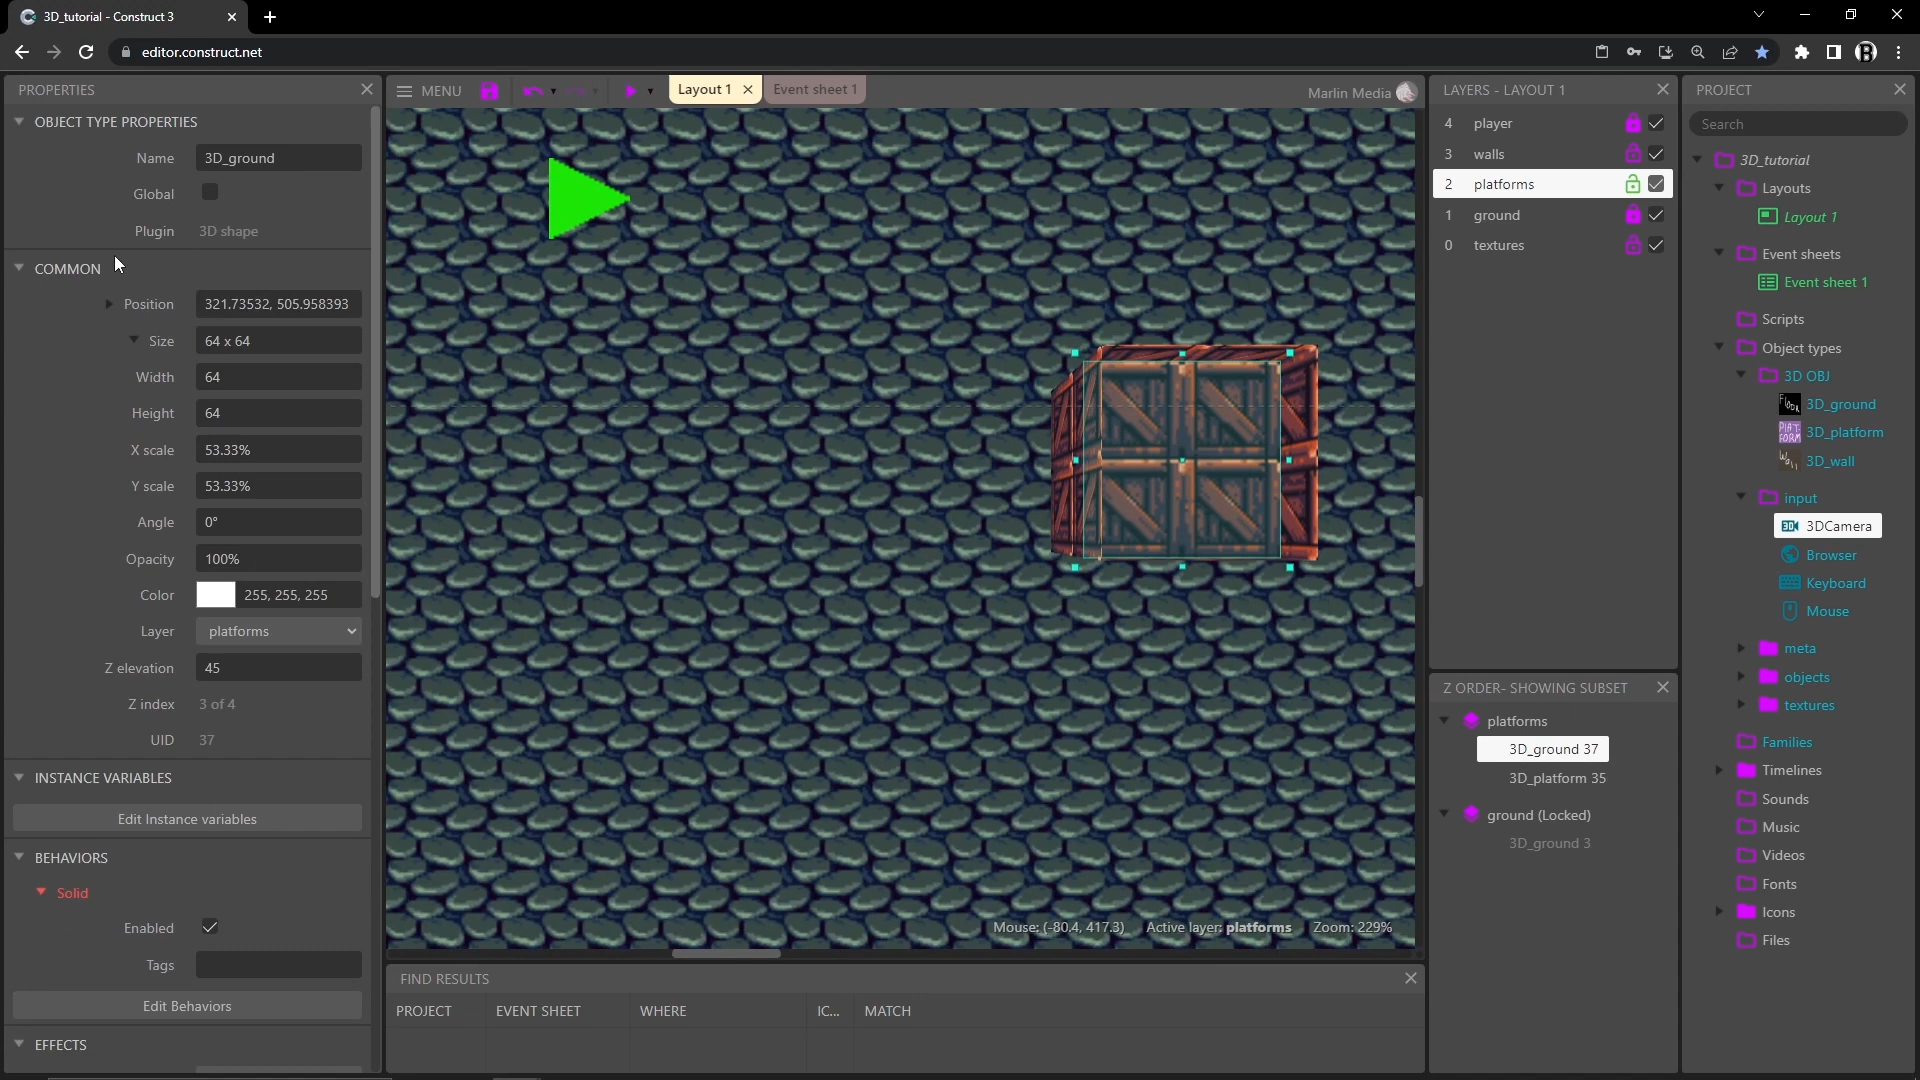 3D_tutorial - Construct 3
editor.construct.net
PROPERTIES
OBJECT TYPE PROPERTIES
Name 3D_ground
Global
Plugin 3D shape
COMMON
Position 321.73532, 505.958393
Size 64 x 64
Width 64
Height 64
X scale 53.33%
Y scale 53.33%
Angle 0°
Opacity 100%
Color 255, 255, 255
Layer platforms
Z elevation 45
Z index 3 of 4
UID 37
INSTANCE VARIABLES
Edit Instance variables
BEHAVIORS
Solid
Enabled
Tags
Edit Behaviors
EFFECTS
MENU
Layout 1
Event sheet 1
Marlin Media
Mouse: (-80.4, 417.3) Active layer: platforms Zoom: 229%
FIND RESULTS
PROJECT EVENT SHEET WHERE IC... MATCH
LAYERS - LAYOUT 1
4 player
3 walls
2 platforms
1 ground
0 textures
Z ORDER- SHOWING SUBSET
platforms
3D_ground 37
3D_platform 35
ground (Locked)
3D_ground 3
PROJECT
Search
3D_tutorial
Layouts
Layout 1
Event sheets
Event sheet 1
Scripts
Object types
3D OBJ
3D_ground
3D_platform
3D_wall
input
3DCamera
Browser
Keyboard
Mouse
meta
objects
textures
Families
Timelines
Sounds
Music
Videos
Fonts
Icons
Files